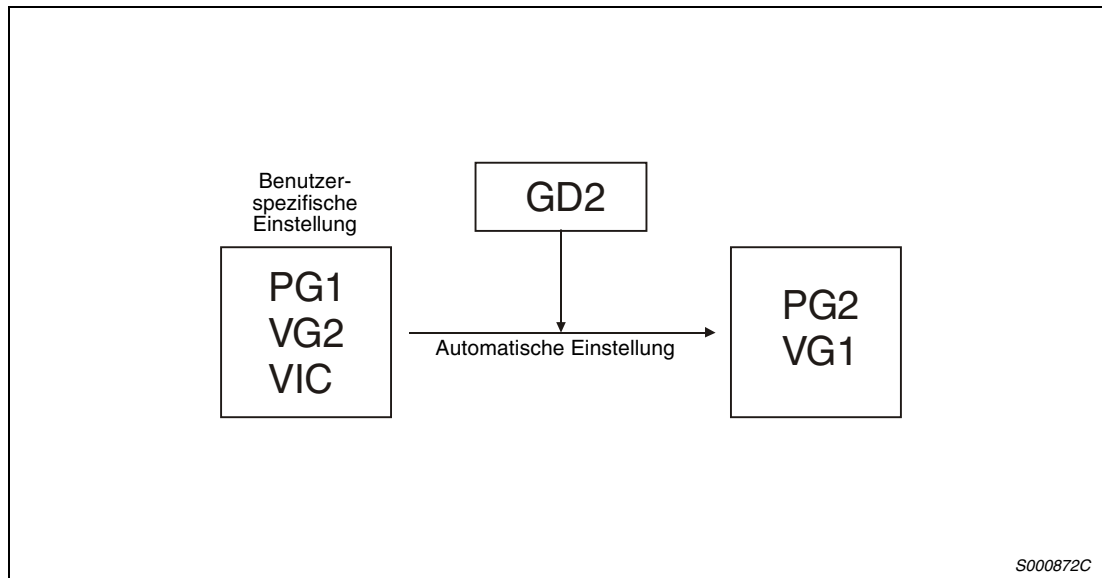 Benutzer-
spezifische
Einstellung
PG1
VG2
VIC
GD2
Automatische Einstellung
PG2
VG1
S000872C